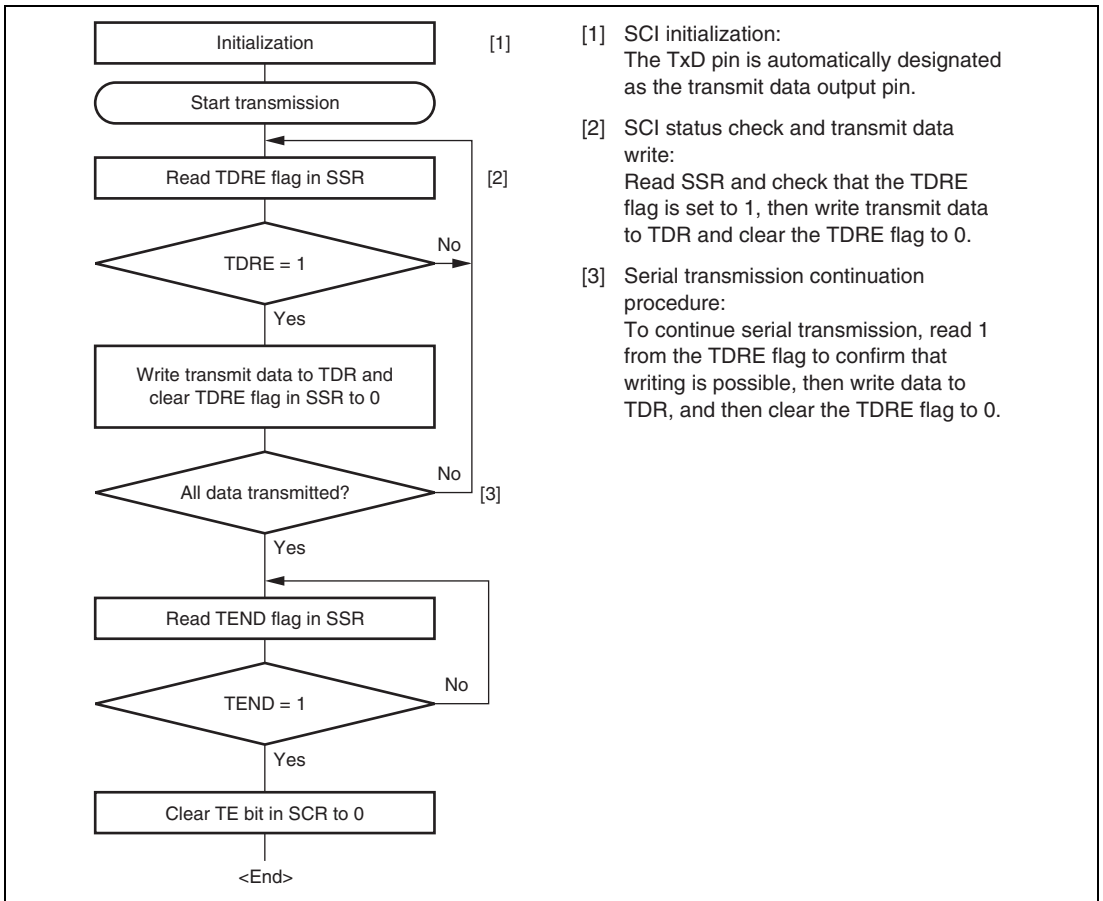 Initialization
[1]
Start transmission
Read TDRE flag in SSR
[2]
TDRE = 1
No
Yes
Write transmit data to TDR and
clear TDRE flag in SSR to 0
All data transmitted?
No
[3]
Yes
Read TEND flag in SSR
TEND = 1
No
Yes
Clear TE bit in SCR to 0
<End>
[1] SCI initialization:
The TxD pin is automatically designated
as the transmit data output pin.
[2] SCI status check and transmit data
write:
Read SSR and check that the TDRE
flag is set to 1, then write transmit data
to TDR and clear the TDRE flag to 0.
[3] Serial transmission continuation
procedure:
To continue serial transmission, read 1
from the TDRE flag to confirm that
writing is possible, then write data to
TDR, and then clear the TDRE flag to 0.